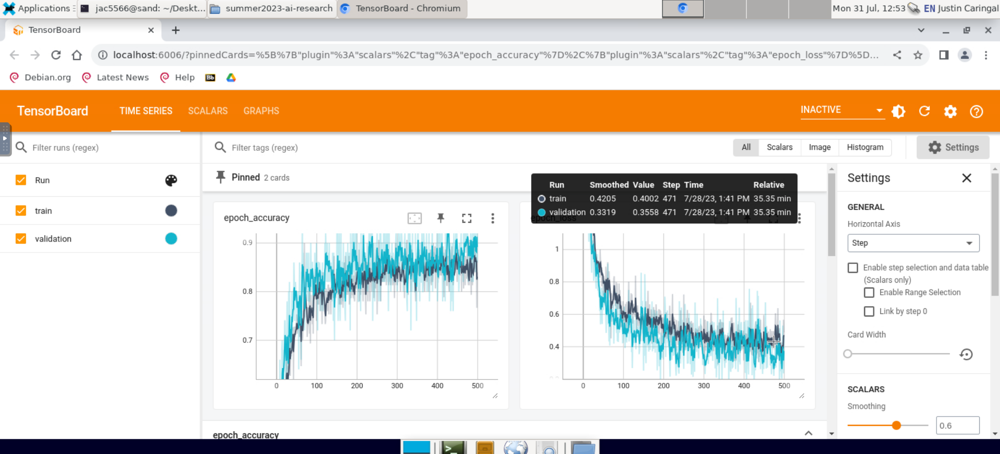 Applications
jac5566@sand: ~/Deskt...
summer2023-ai-research
TensorBoard - Chromium
Mon 31 Jul, 12:53
EN Justin Caringal
TensorBoard
localhost:6006/?pinnedCards=%5B%7B"plugin"%3A"scalars"%2C"tag"%3A"epoch_accuracy"%7D%2C%7B"plugin"%3A"scalars"%2C"tag"%3A"epoch_loss"%7D%5D...
Debian.org
Latest News
Help
Bb
TensorBoard
TIME SERIES
SCALARS
GRAPHS
INACTIVE
Filter runs (regex)
Filter tags (regex)
All
Scalars
Image
Histogram
Settings
Run
train
validation
Pinned 2 cards
Run Smoothed Value Step Time Relative
train 0.4205 0.4002 471 7/28/23, 1:41 PM 35.35 min
validation 0.3319 0.3558 471 7/28/23, 1:41 PM 35.35 min
epoch_accuracy
0.9
0.8
0.7
0 100 200 300 400 500
epoch_loss
1
0.8
0.6
0.4
0.2
0 100 200 300 400 500
epoch_accuracy
Settings
GENERAL
Horizontal Axis
Step
Enable step selection and data table
(Scalars only)
Enable Range Selection
Link by step 0
Card Width
SCALARS
Smoothing
0.6